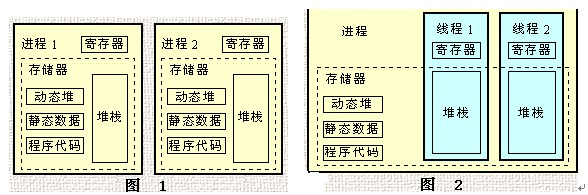 进程 1 寄存器
存储器
动态堆
静态数据
程序代码
堆栈
进程 2 寄存器
存储器
动态堆
静态数据
程序代码
堆栈
图 1
进程
线程 1
寄存器
线程 2
寄存器
存储器
动态堆
静态数据
程序代码
堆栈
堆栈
图 2